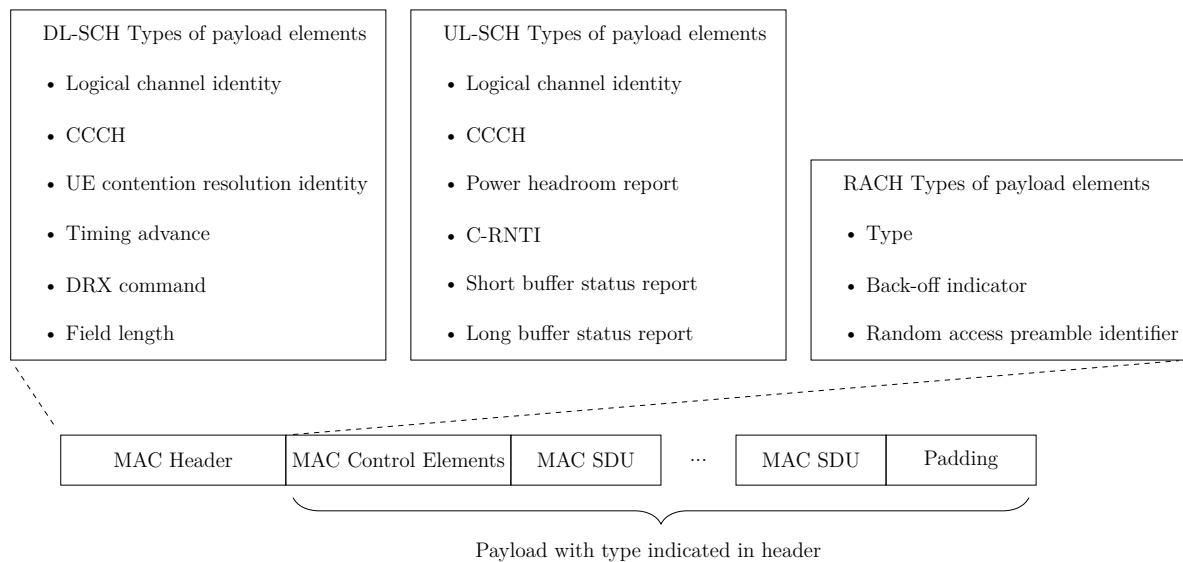 DL-SCH Types of payload elements
• Logical channel identity
• CCCH
• UE contention resolution identity
• Timing advance
• DRX command
• Field length
UL-SCH Types of payload elements
• Logical channel identity
• CCCH
• Power headroom report
• C-RNTI
• Short buffer status report
• Long buffer status report
RACH Types of payload elements
• Type
• Back-off indicator
• Random access preamble identifier
MAC Header
MAC Control Elements
MAC SDU
...
MAC SDU
Padding
Payload with type indicated in header